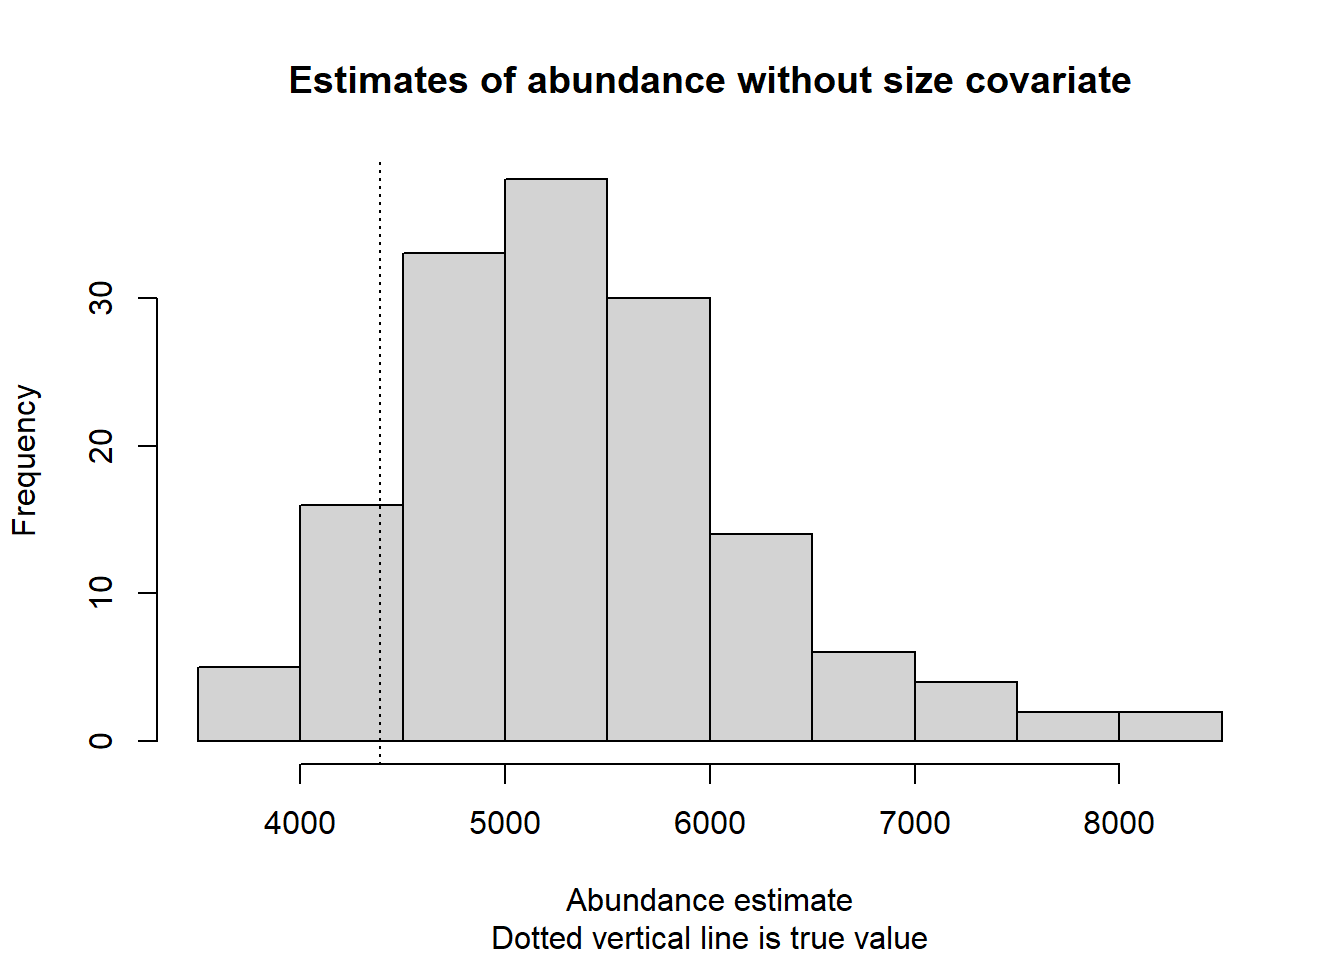 Estimates of abundance without size covariate
Frequency
30
20
10
0
4000 5000 6000 7000 8000
Abundance estimate
Dotted vertical line is true value